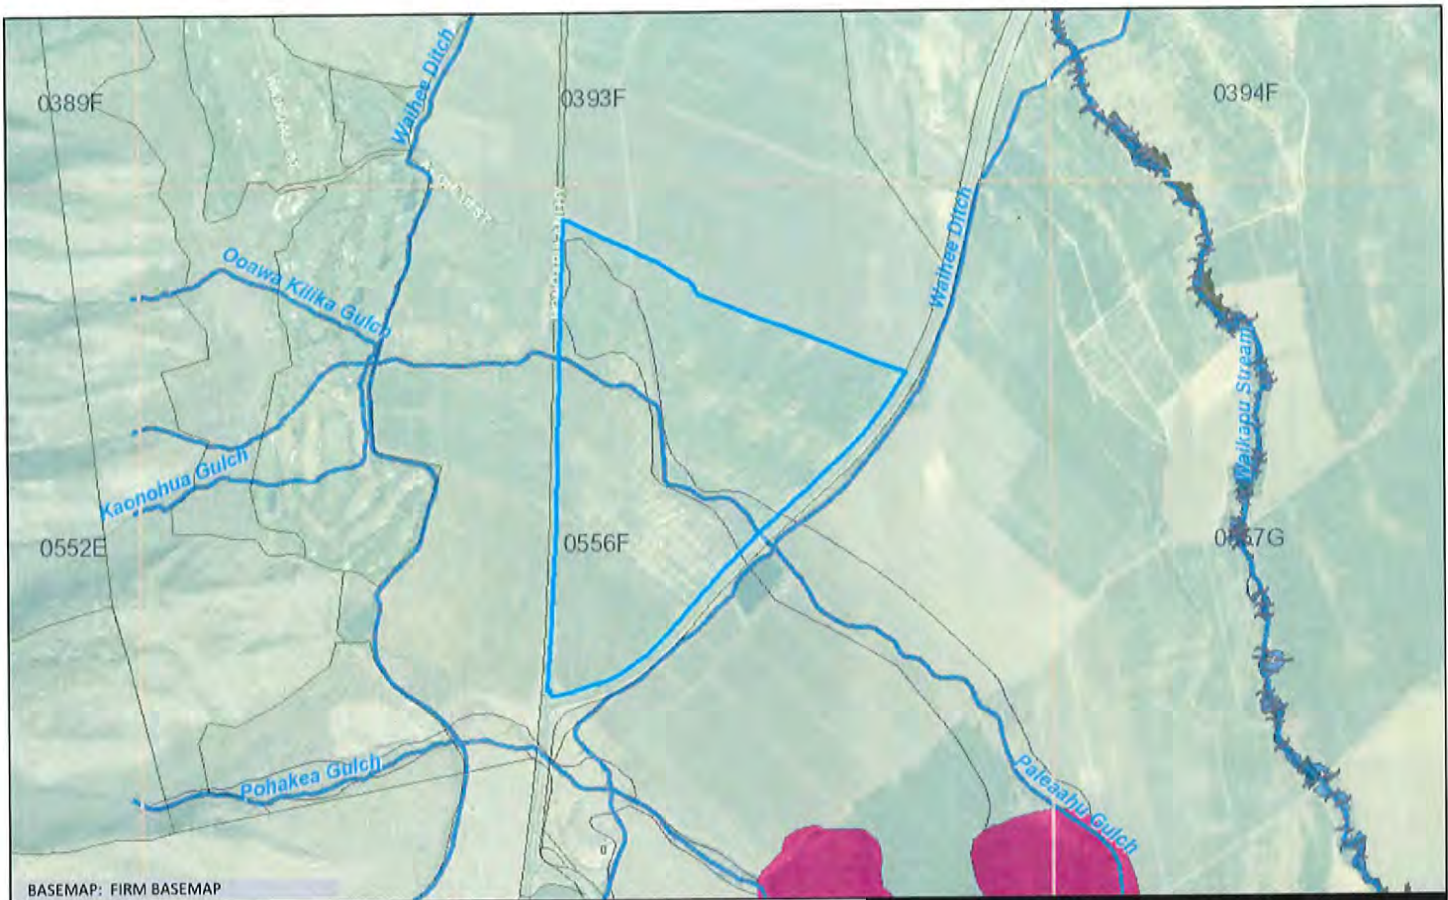 0389F
Waihee Ditch
0393F
0394F
Waihee Ditch
Ooawa Kilika Gulch
Waikapu Stream
Kaonohua Gulch
0552E
0556F
Pohakea Gulch
Paleaahu Gulch
BASEMAP: FIRM BASEMAP